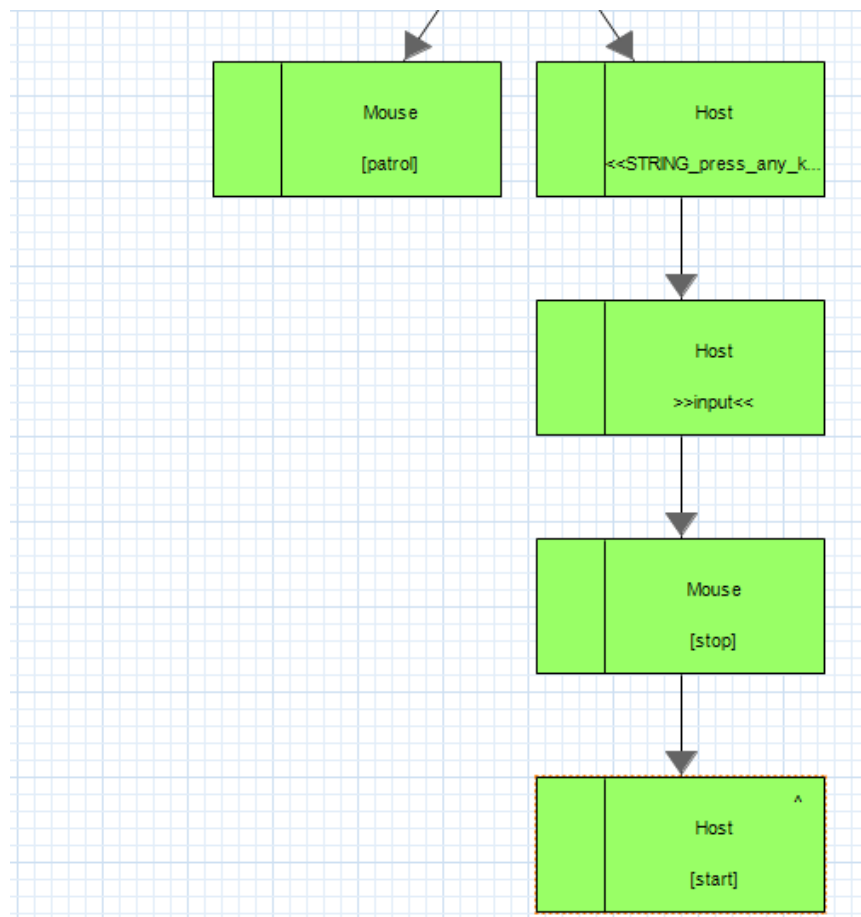 Mouse
[patrol]
Host
<<STRING_press_any_k...
Host
>>input<<
Mouse
[stop]
^
Host
[start]